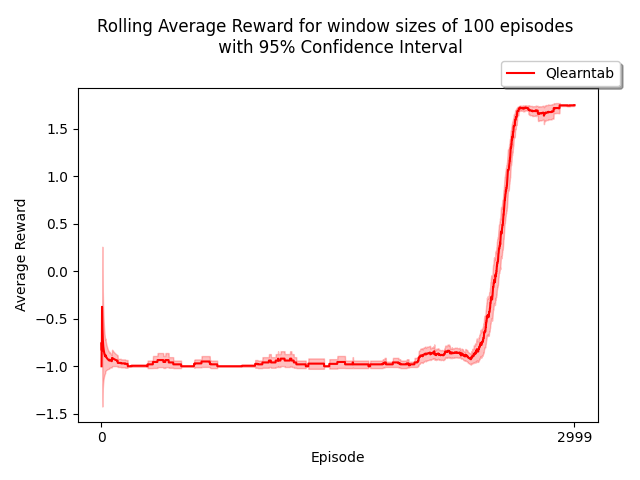 Rolling Average Reward for window sizes of 100 episodes
with 95% Confidence Interval
Qlearntab
1.5
1.0
0.5
0.0
−0.5
−1.0
−1.5
Average Reward
0
2999
Episode